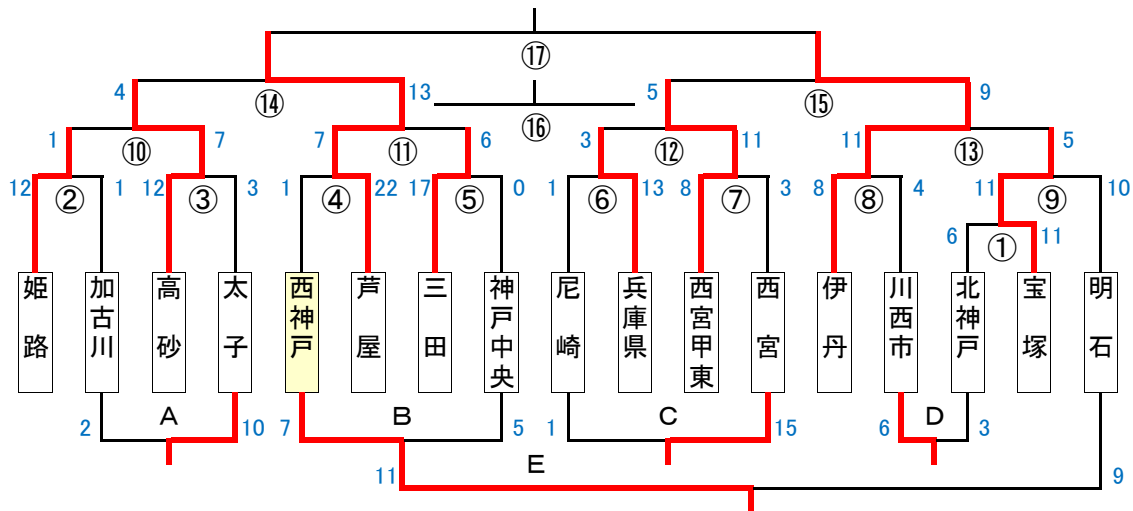 ⑰
4 ⑭ 13 5 ⑮ 9
⑯
1 ⑩ 7 7 ⑪ 6 3 ⑫ 11 11 ⑬ 5
12 ② 1 12 ③ 3 1 ④ 22 17 ⑤ 0 1 ⑥ 13 8 ⑦ 3 8 ⑧ 4 11 ⑨ 10
6 ① 11
姫路 加古川 高砂 太子 西神戸 芦屋 三田 神戸中央 尼崎 兵庫県 西宮甲東 西宮 伊丹 川西市 北神戸 宝塚 明石
2 A 10 7 B 5 1 C 15 6 D 3
11 E 9